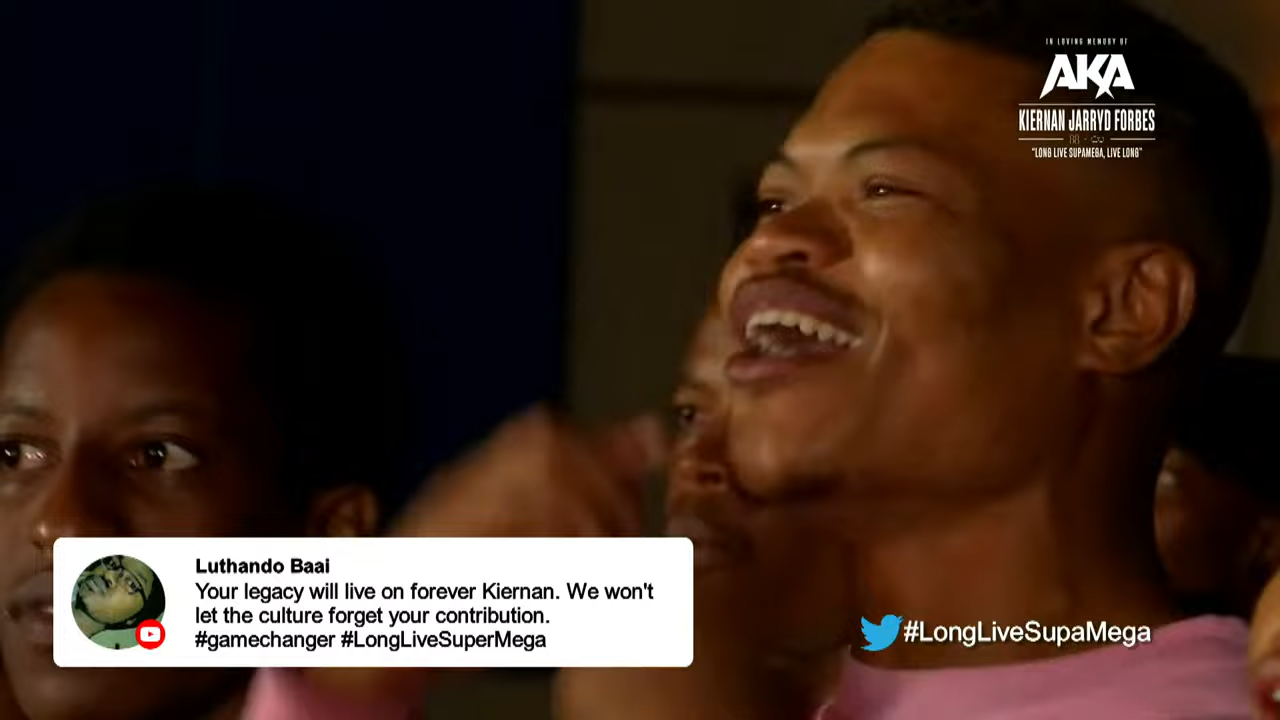 IN LOVING MEMORY OF
AKA
KIERNAN JARRYD FORBES
"LONG LIVE SUPAMEGA, LIVE LONG"
Luthando Baai
Your legacy will live on forever Kiernan. We won't
let the culture forget your contribution.
#gamechanger #LongLiveSuperMega
#LongLiveSupaMega